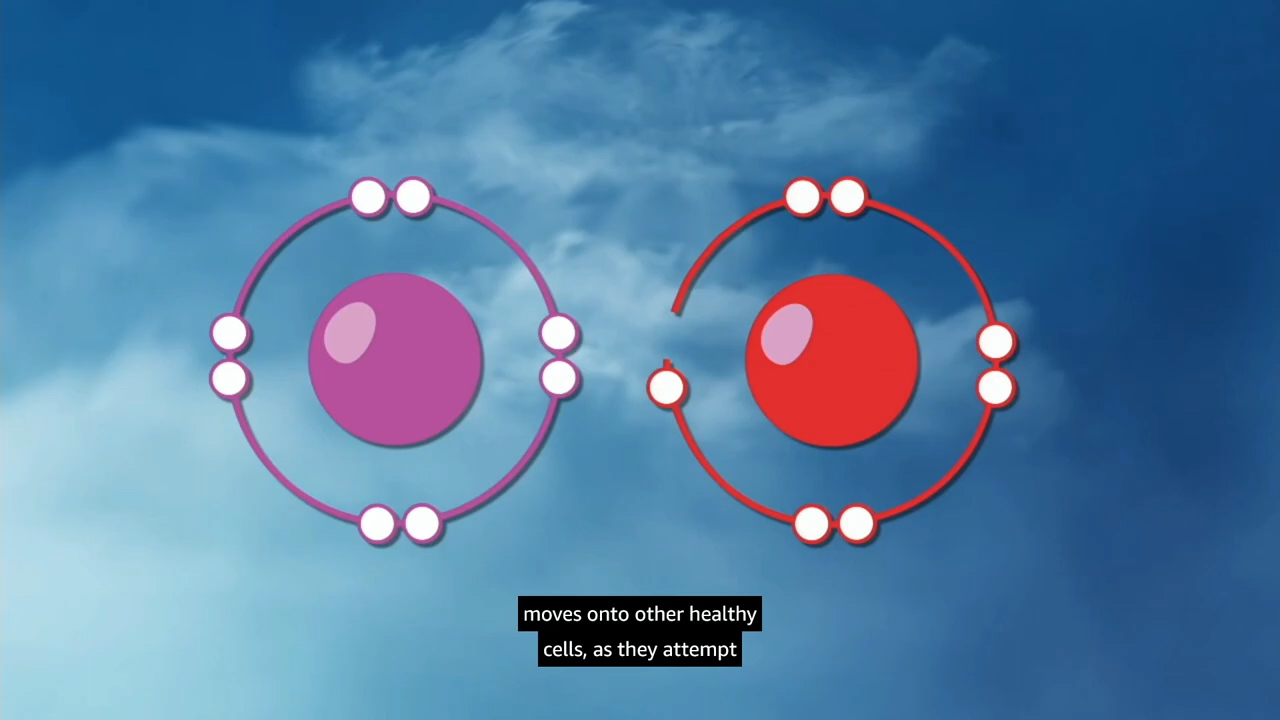 moves onto other healthy
cells, as they attempt